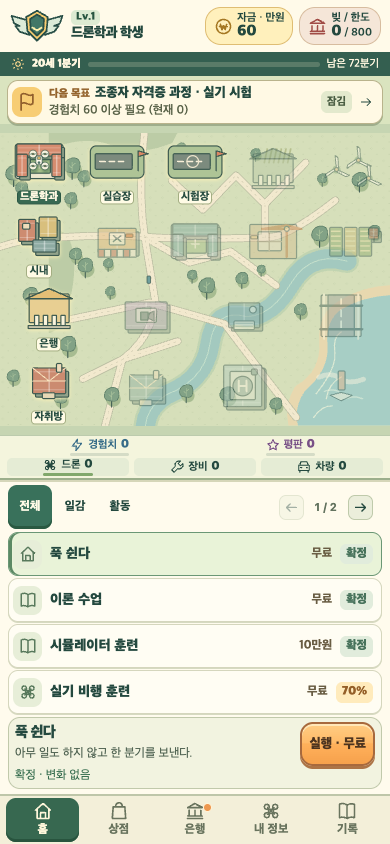 Lv.1
드론학과 학생
자금 · 만원
60
빚 / 한도
0 / 800
20세 1분기
남은 72분기
다음 목표 조종자 자격증 과정 · 실기 시험
경험치 60 이상 필요 (현재 0)
잠김 →
드론학과
실습장
시험장
시내
은행
H
자취방
경험치 0
평판 0
드론 0
장비 0
차량 0
전체
일감
활동
← 1 / 2 →
푹 쉰다 무료 확정
이론 수업 무료 확정
시뮬레이터 훈련 10만원 확정
실기 비행 훈련 무료 70%
푹 쉰다
아무 일도 하지 않고 한 분기를 보낸다.
확정 · 변화 없음
실행 · 무료
홈
상점
은행
내 정보
기록